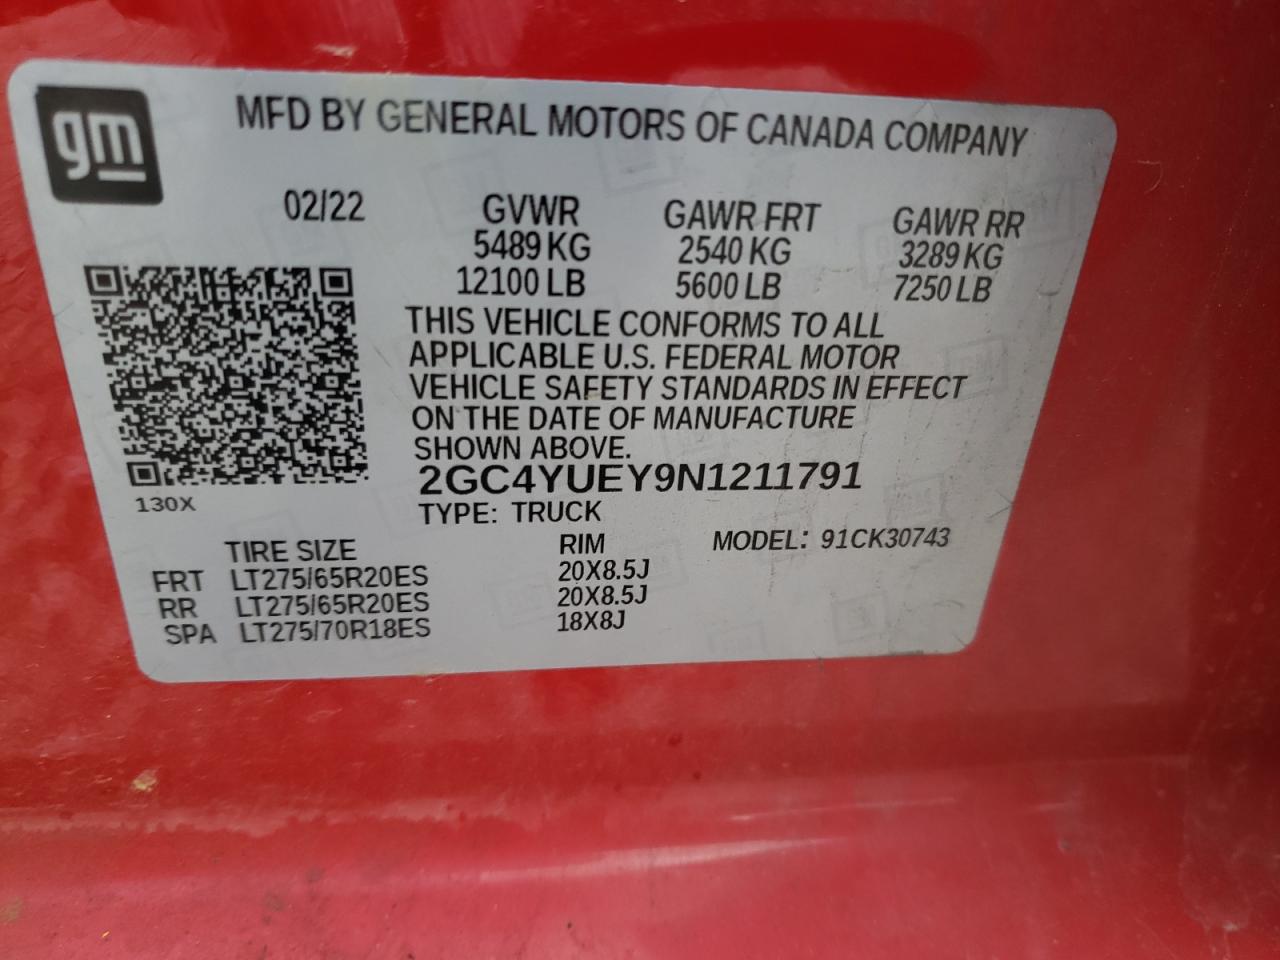 gm
MFD BY GENERAL MOTORS OF CANADA COMPANY
02/22 GVWR GAWR FRT GAWR RR
5489 KG 2540 KG 3289 KG
12100 LB 5600 LB 7250 LB
THIS VEHICLE CONFORMS TO ALL
APPLICABLE U.S. FEDERAL MOTOR
VEHICLE SAFETY STANDARDS IN EFFECT
ON THE DATE OF MANUFACTURE
SHOWN ABOVE.
2GC4YUEY9N1211791
130X
TYPE: TRUCK
TIRE SIZE RIM MODEL: 91CK30743
FRT LT275/65R20ES 20X8.5J
RR LT275/65R20ES 20X8.5J
SPA LT275/70R18ES 18X8J